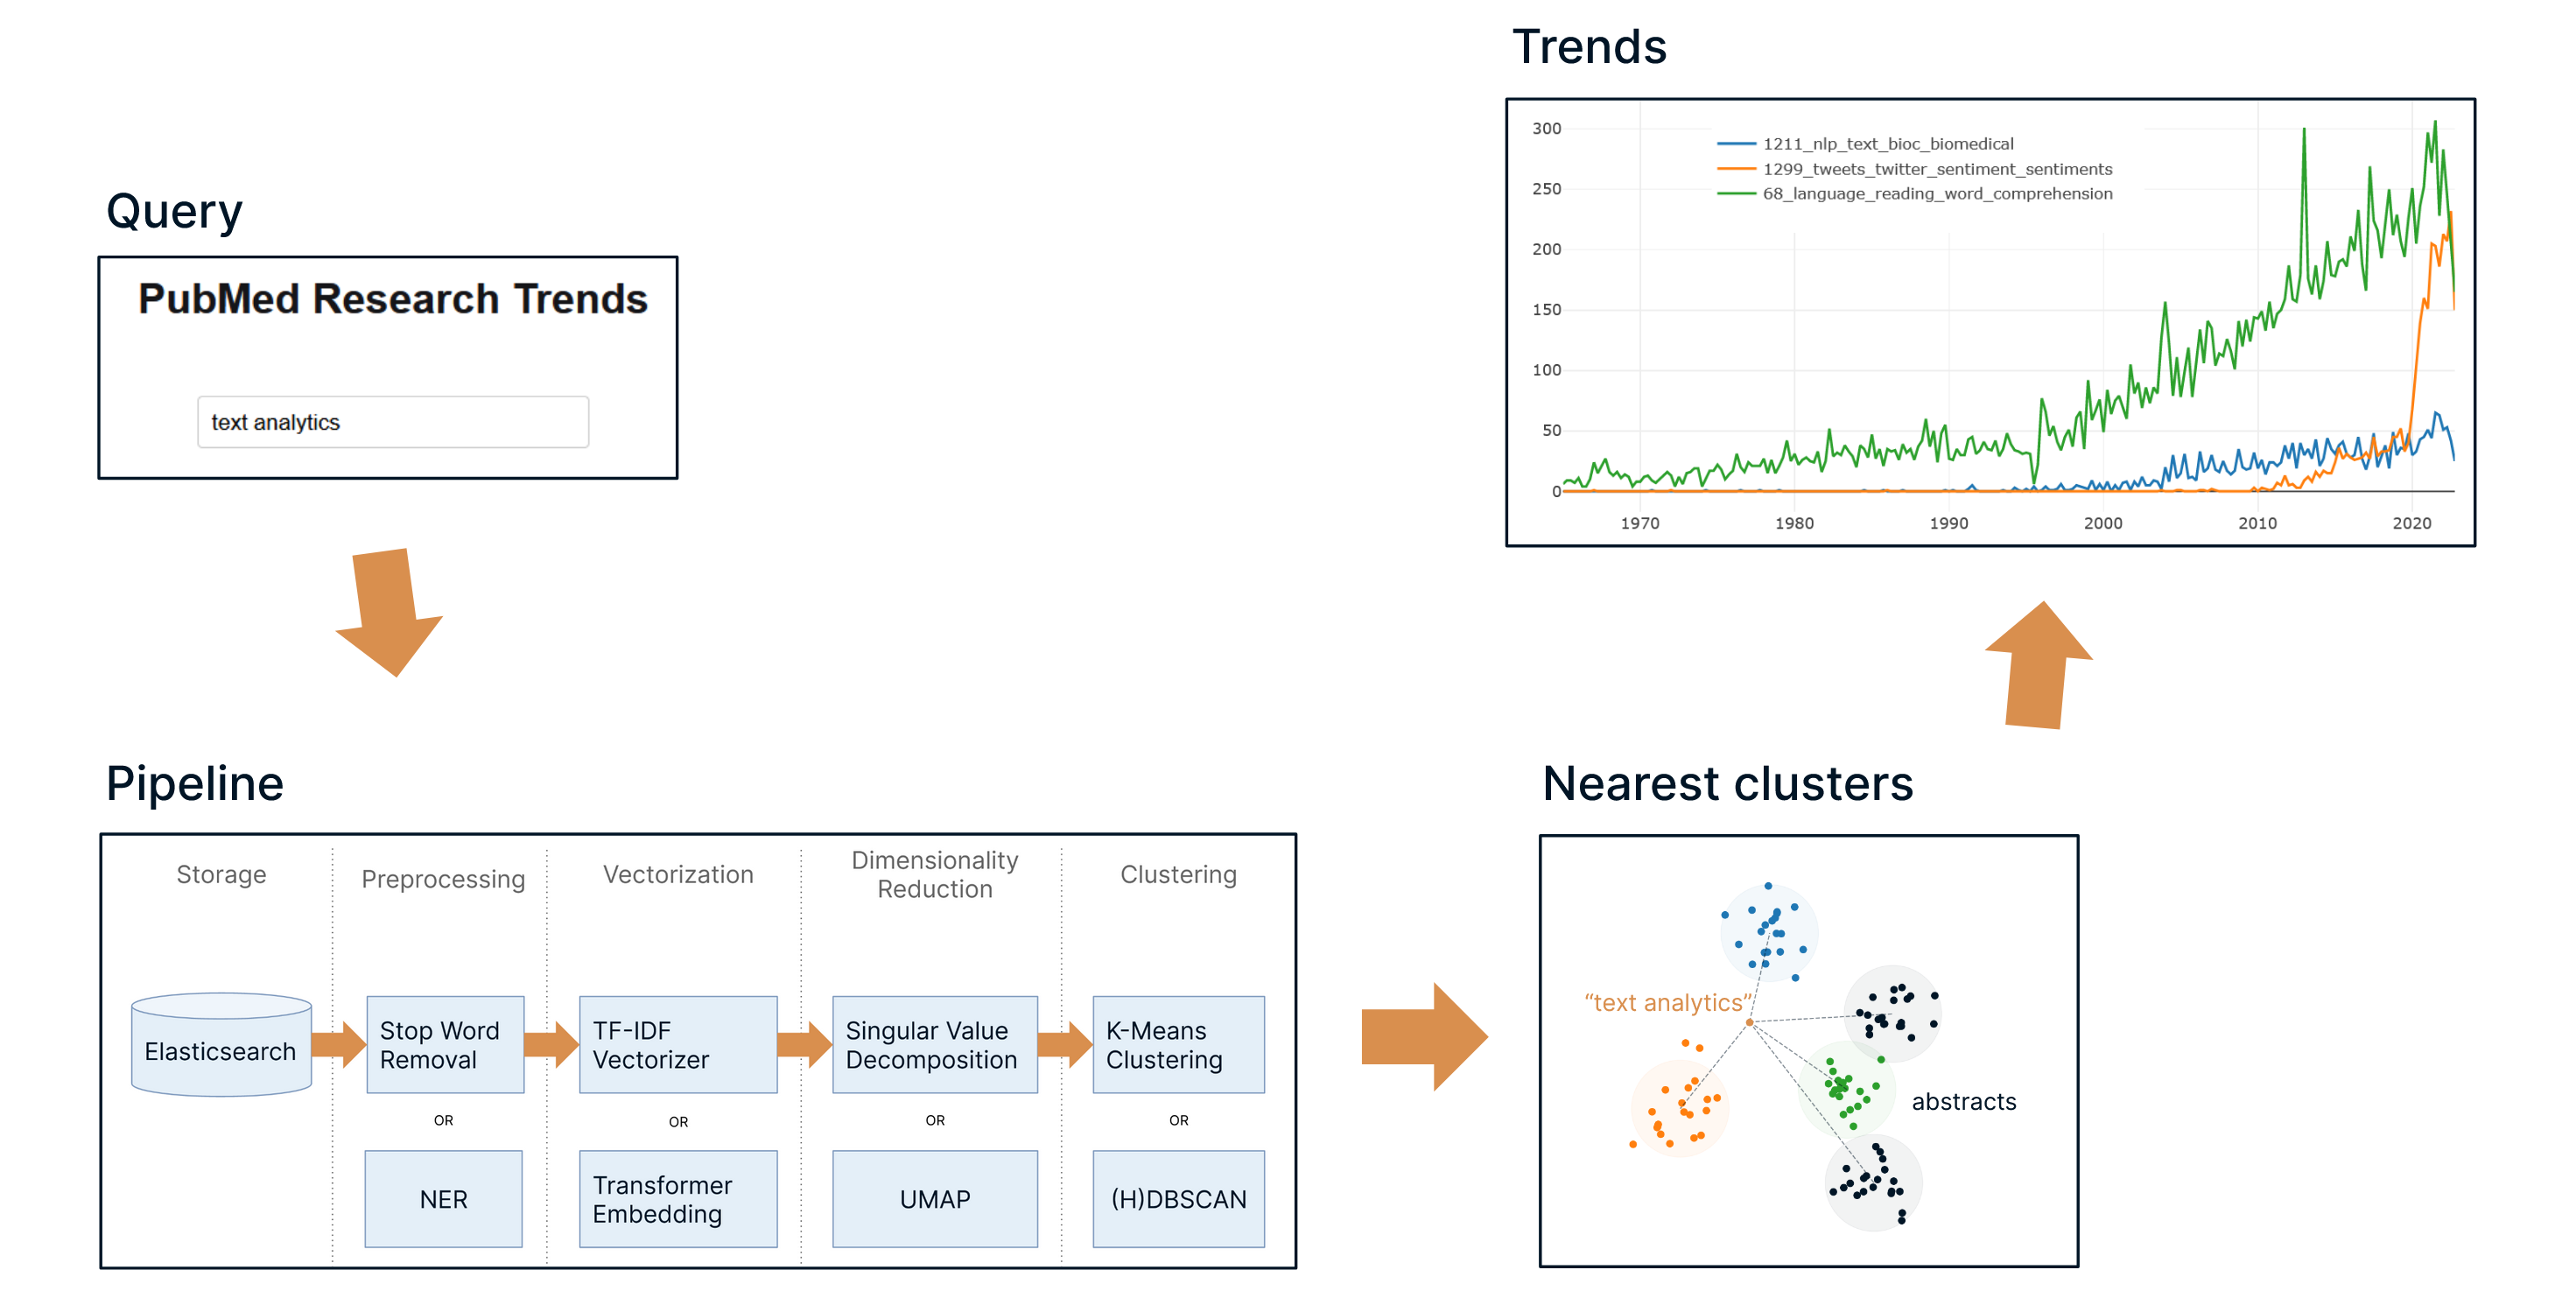 Query
PubMed Research Trends
text analytics
Pipeline
Storage
Preprocessing
Vectorization
Dimensionality
Reduction
Clustering
Elasticsearch
Stop Word
Removal
TF-IDF
Vectorizer
Singular Value
Decomposition
K-Means
Clustering
OR
OR
OR
OR
NER
Transformer
Embedding
UMAP
(H)DBSCAN
Nearest clusters
“text analytics”
abstracts
Trends
300
250
200
150
100
50
0
1211_nlp_text_bioc_biomedical
1299_tweets_twitter_sentiment_sentiments
68_language_reading_word_comprehension
1970
1980
1990
2000
2010
2020